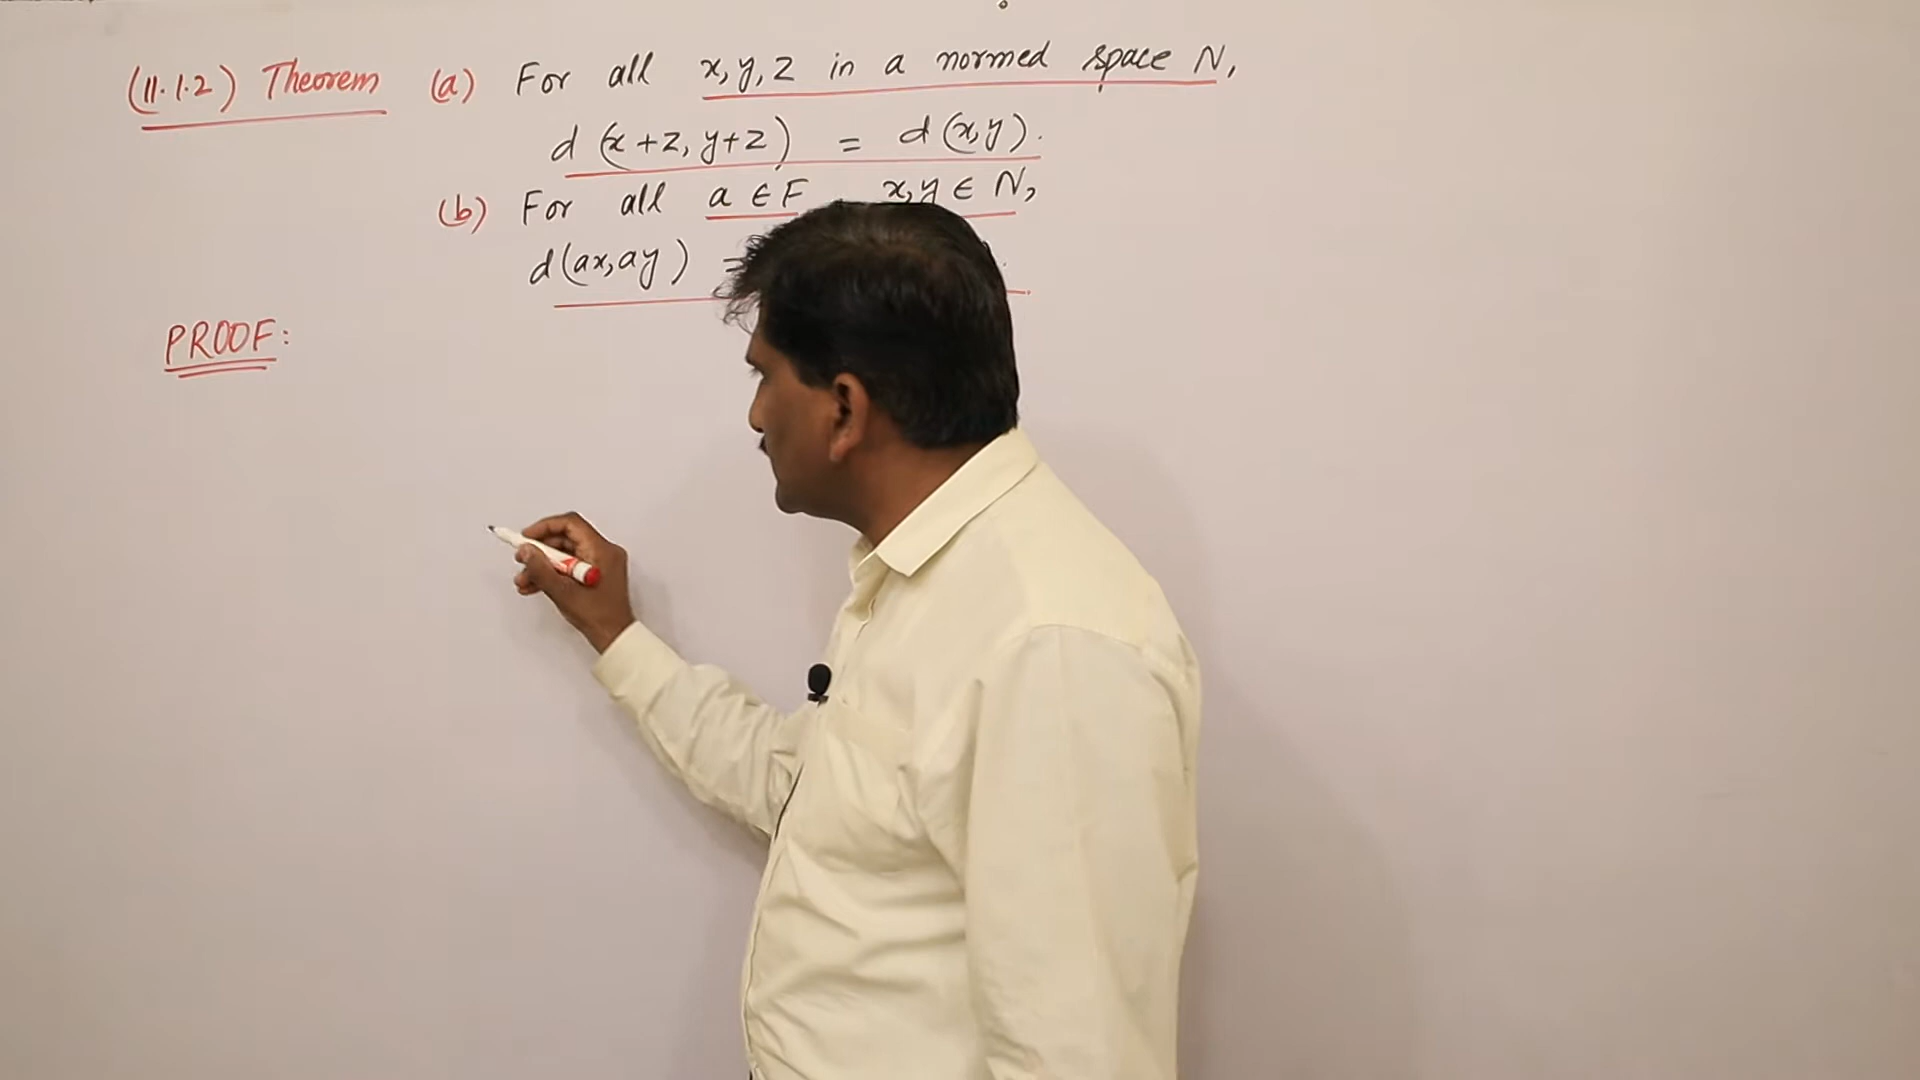 (11.1.2) Theorem (a) For all x, y, z in a normed space N,
d (x+z, y+z) = d(x,y).
(b) For all a ∈ F x, y ∈ N,
d(ax, ay) =
PROOF: